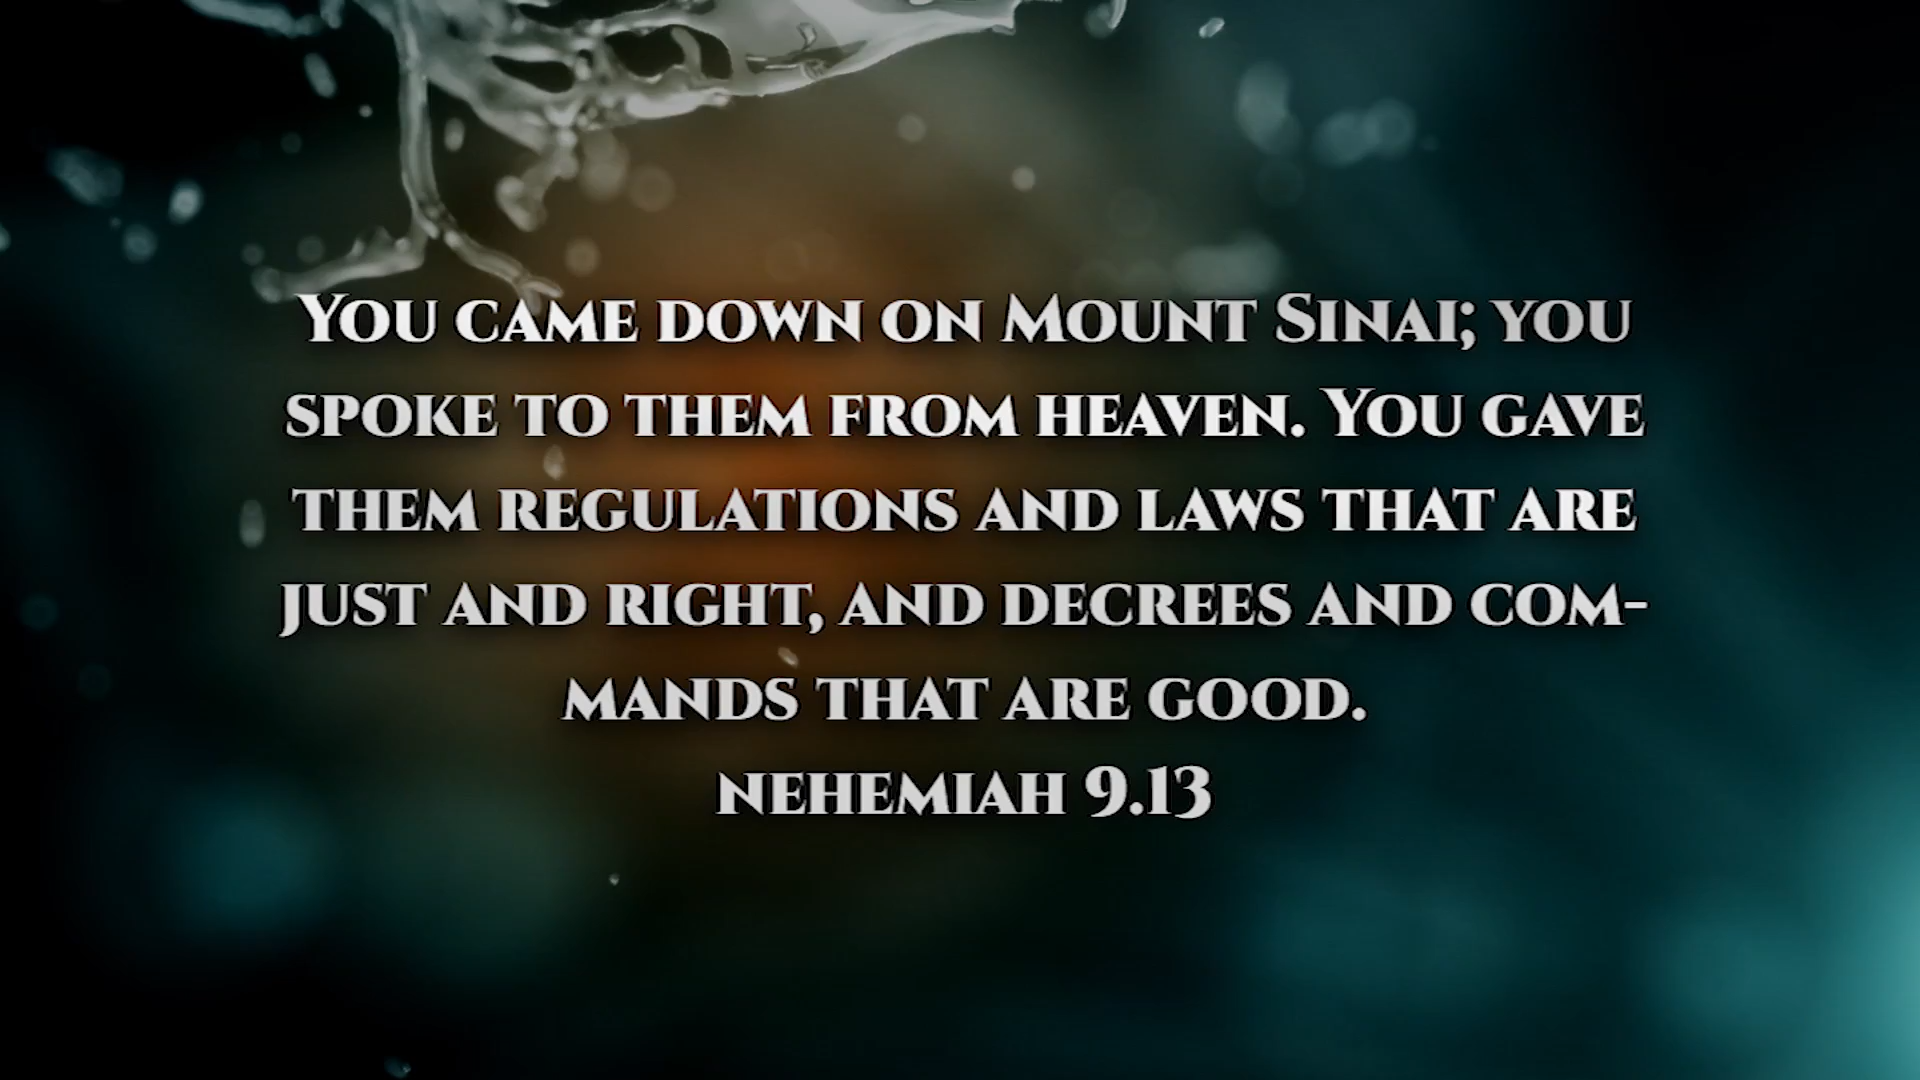 You came down on Mount Sinai; you
spoke to them from heaven. You gave
them regulations and laws that are
just and right, and decrees and com-
mands that are good.
nehemiah 9.13